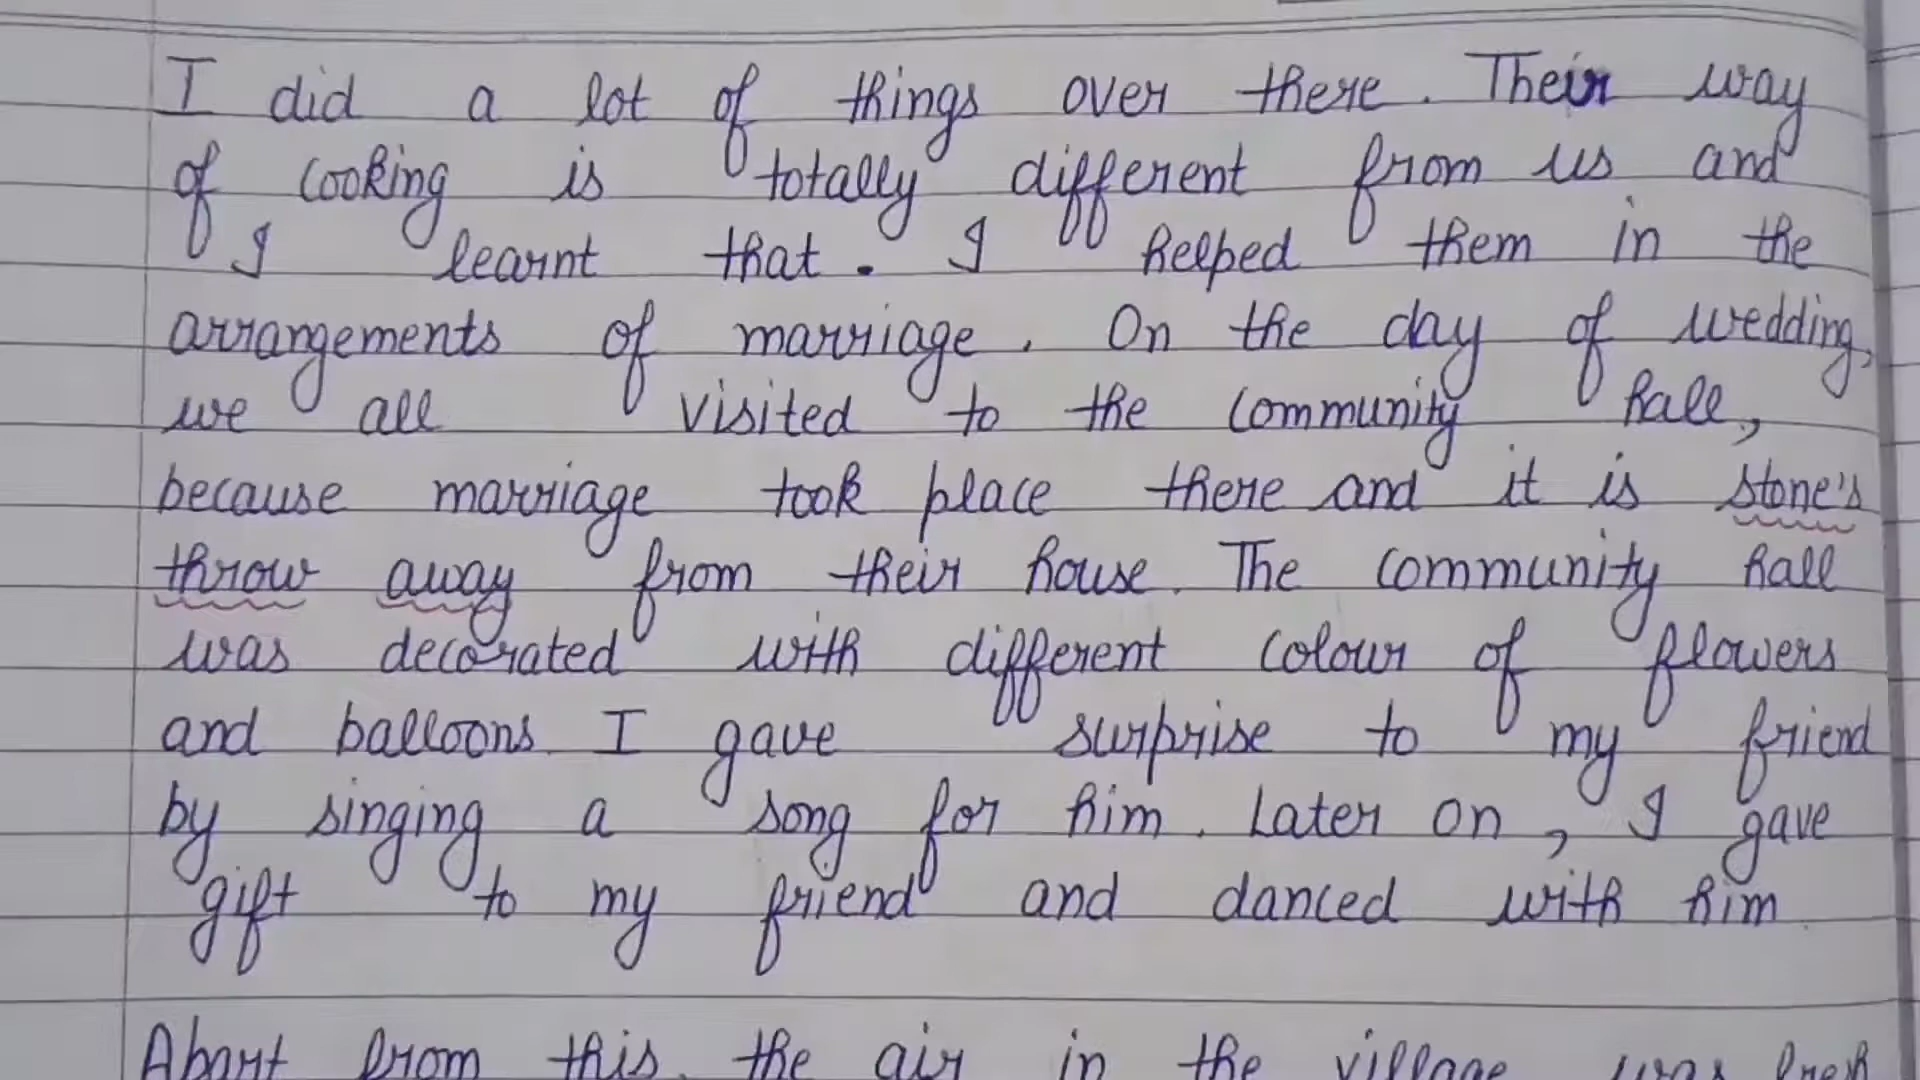 I did a lot of things over there. Their way
of cooking is totally different from us and
I learnt that. I helped them in the
arrangements of marriage. On the day of wedding,
we all visited to the community hall,
because marriage took place there and it is stone's
throw away from their house. The community hall
was decorated with different colour of flowers
and balloons. I gave surprise to my friend
by singing a song for him. Later on, I gave
gift to my friend and danced with him.
Apart from this, the air in the village was fresh